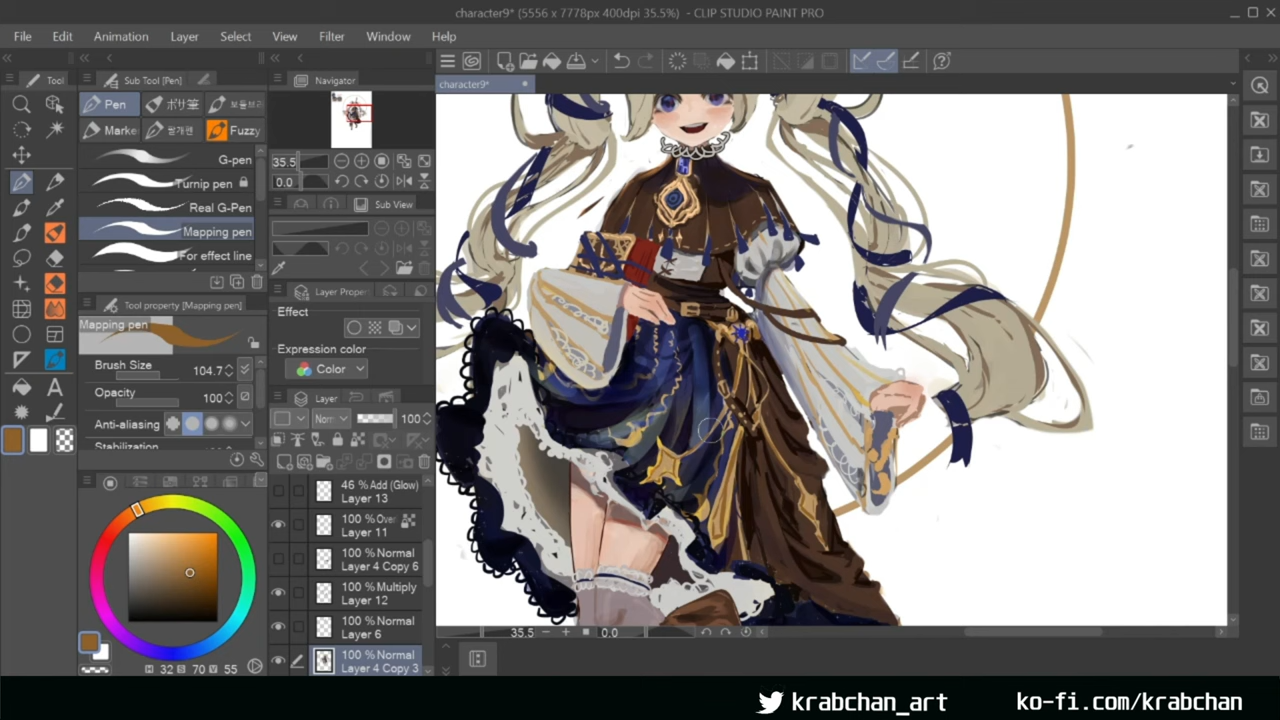 character9* (5556 x 7778px 400dpi 35.5%) - CLIP STUDIO PAINT PRO
File Edit Animation Layer Select View Filter Window Help
Tool
Sub Tool [Pen]
Navigator
character9*
Pen
Marke
Fuzzy
G-pen
Turnip pen
Real G-Pen
Mapping pen
For effect line
35.5
0.0
Sub View
Tool property [Mapping pen]
Mapping pen
Brush Size 104.7
Opacity 100
Anti-aliasing
Stabilization
Layer Proper
Effect
Expression color
Color
Layer
Norm 100
46 % Add (Glow)
Layer 13
100 % Over
Layer 11
100 % Normal
Layer 4 Copy 6
100 % Multiply
Layer 12
100 % Normal
Layer 6
100 % Normal
Layer 4 Copy 3
H 32 S 70 V 55
35.5 0.0
krabchan_art ko-fi.com/krabchan